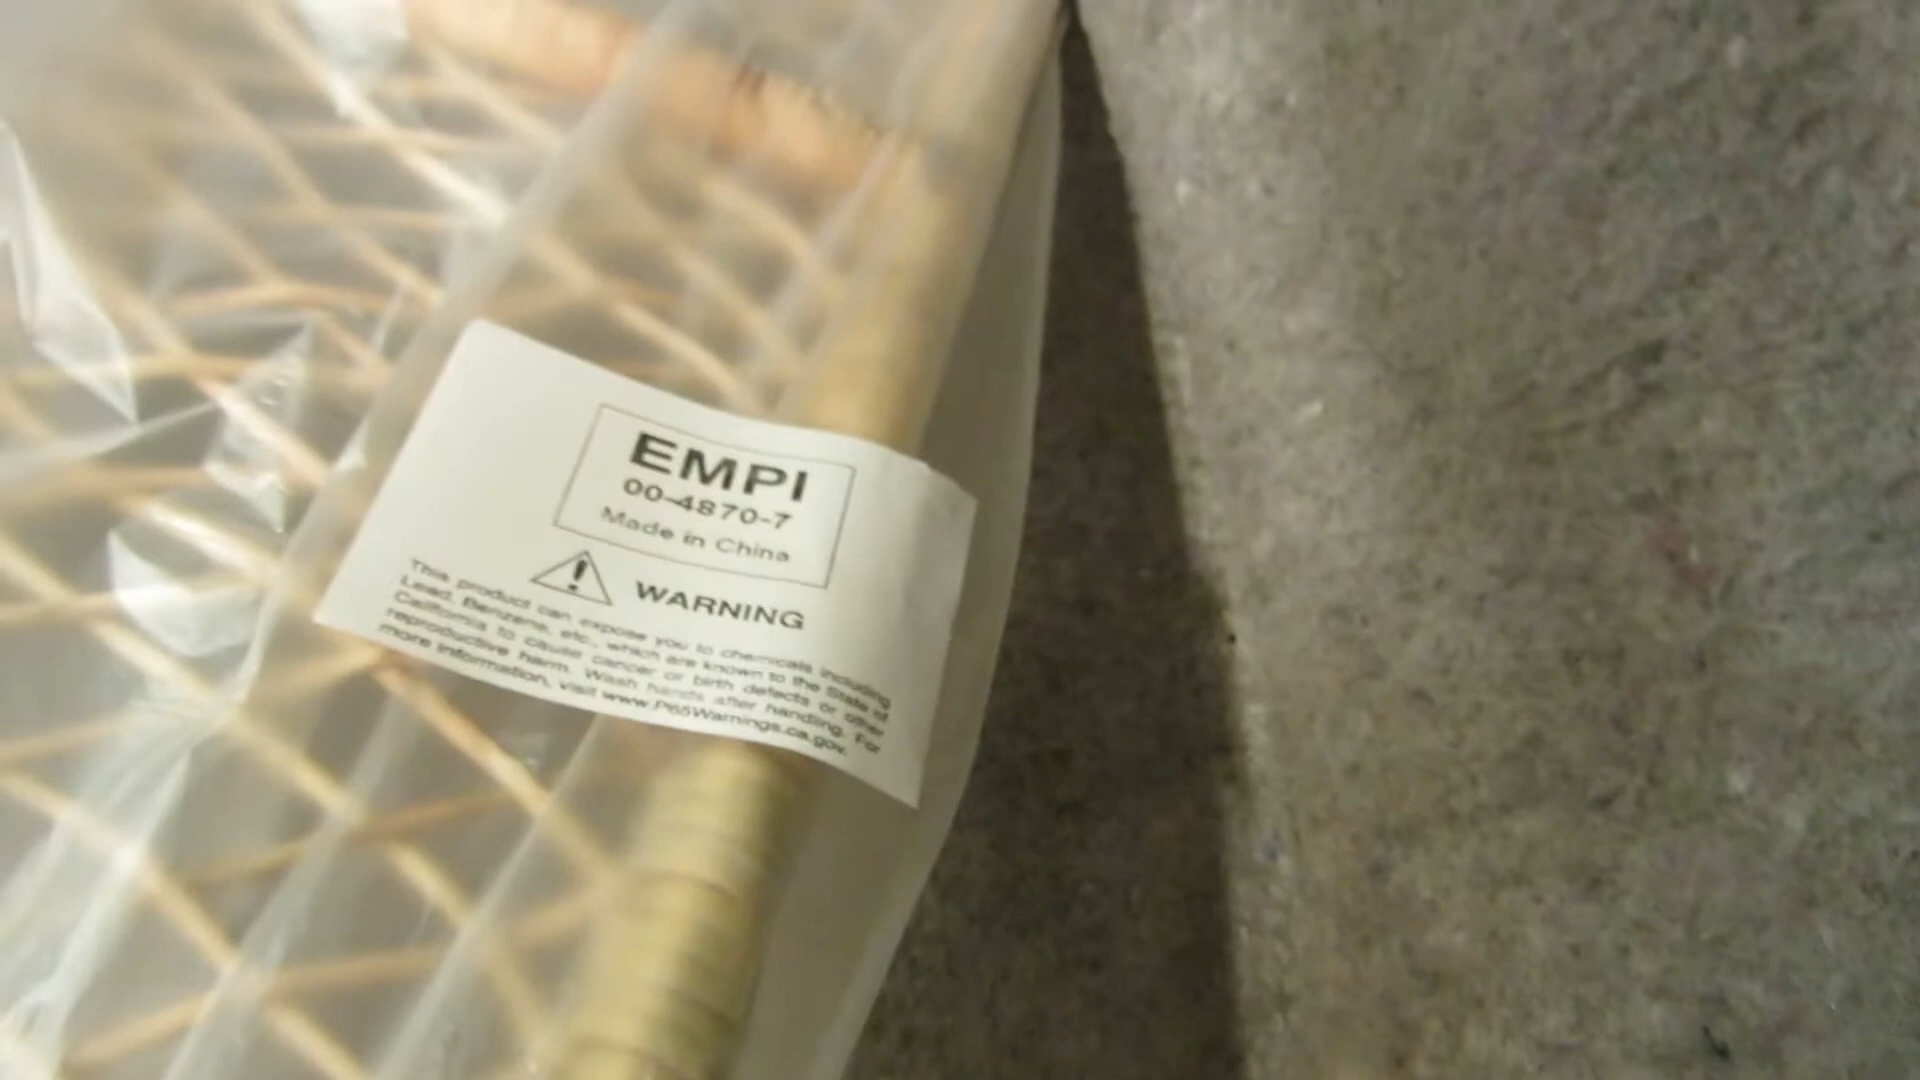 EMPI
00-4870-7
Made in China
WARNING
This product can expose you to chemicals including
Lead, Benzene, etc., which are known to the State of
California to cause cancer or birth defects or other
reproductive harm. Wash hands after handling. For
more information, visit www.P65Warnings.ca.gov.